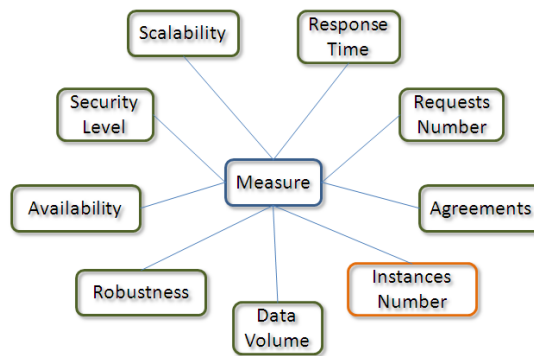 Scalability
Response
Time
Security
Level
Requests
Number
Measure
Availability
Agreements
Robustness
Instances
Number
Data
Volume